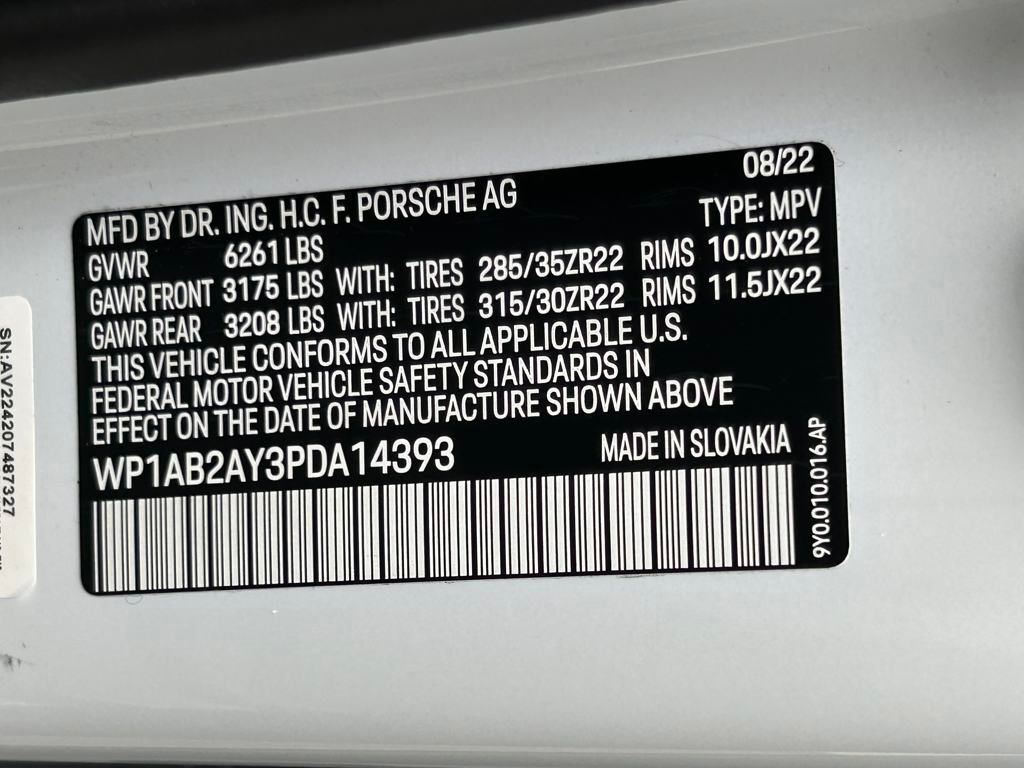 08/22
MFD BY DR. ING. H.C. F. PORSCHE AG
TYPE: MPV
GVWR 6261 LBS
GAWR FRONT 3175 LBS WITH: TIRES 285/35ZR22 RIMS 10.0JX22
GAWR REAR 3208 LBS WITH: TIRES 315/30ZR22 RIMS 11.5JX22
THIS VEHICLE CONFORMS TO ALL APPLICABLE U.S.
FEDERAL MOTOR VEHICLE SAFETY STANDARDS IN
EFFECT ON THE DATE OF MANUFACTURE SHOWN ABOVE
WP1AB2AY3PDA14393 MADE IN SLOVAKIA
9Y0.010.016.AP
SN:AV22420748​7327